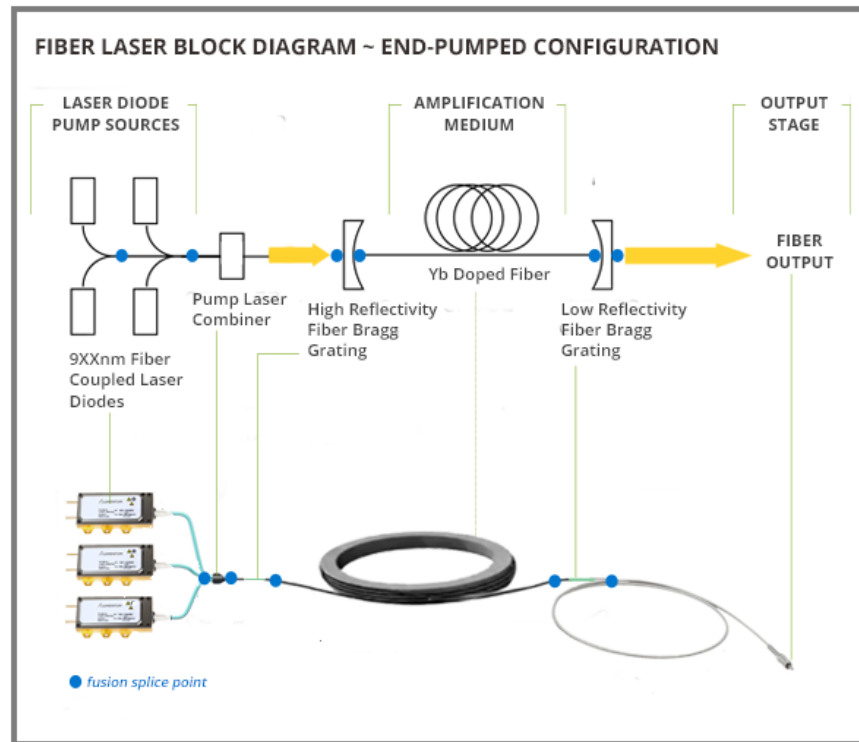 FIBER LASER BLOCK DIAGRAM ~ END-PUMPED CONFIGURATION
LASER DIODE
PUMP SOURCES
AMPLIFICATION
MEDIUM
OUTPUT
STAGE
FIBER
OUTPUT
Yb Doped Fiber
Pump Laser
Combiner
High Reflectivity
Fiber Bragg
Grating
Low Reflectivity
Fiber Bragg
Grating
9XXnm Fiber
Coupled Laser
Diodes
fusion splice point